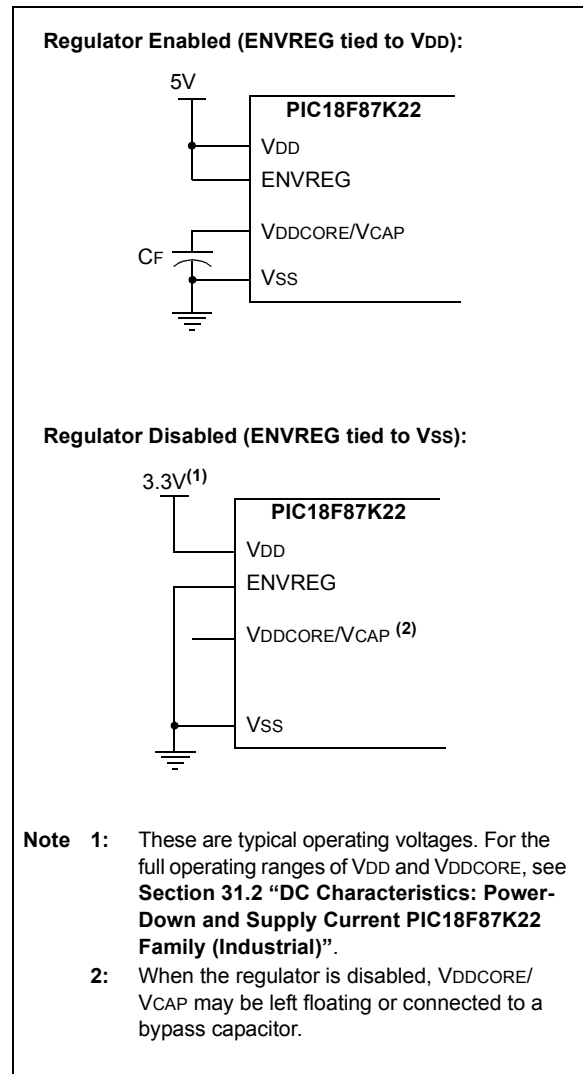 Regulator Enabled (ENVREG tied to VDD):
5V
PIC18F87K22
VDD
ENVREG
VDDCORE/VCAP
CF
VSS
Regulator Disabled (ENVREG tied to VSS):
3.3V(1)
PIC18F87K22
VDD
ENVREG
VDDCORE/VCAP (2)
VSS
Note 1: These are typical operating voltages. For the
full operating ranges of VDD and VDDCORE, see
Section 31.2 “DC Characteristics: Power-
Down and Supply Current PIC18F87K22
Family (Industrial)”.
2: When the regulator is disabled, VDDCORE/
VCAP may be left floating or connected to a
bypass capacitor.